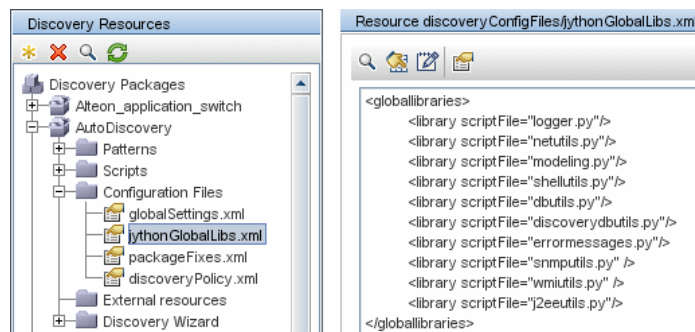 Discovery Resources
Discovery Packages
Alteon_application_switch
AutoDiscovery
Patterns
Scripts
Configuration Files
globalSettings.xml
jythonGlobalLibs.xml
packageFixes.xml
discoveryPolicy.xml
External resources
Discovery Wizard
Resource discoveryConfigFiles/jythonGlobalLibs.xm
<globallibraries>
<library scriptFile="logger.py"/>
<library scriptFile="netutils.py"/>
<library scriptFile="modeling.py"/>
<library scriptFile="shellutils.py"/>
<library scriptFile="dbutils.py"/>
<library scriptFile="discoverydbutils.py"/>
<library scriptFile="errormessages.py"/>
<library scriptFile="snmputils.py" />
<library scriptFile="wmiutils.py" />
<library scriptFile="j2eeutils.py"/>
</globallibraries>